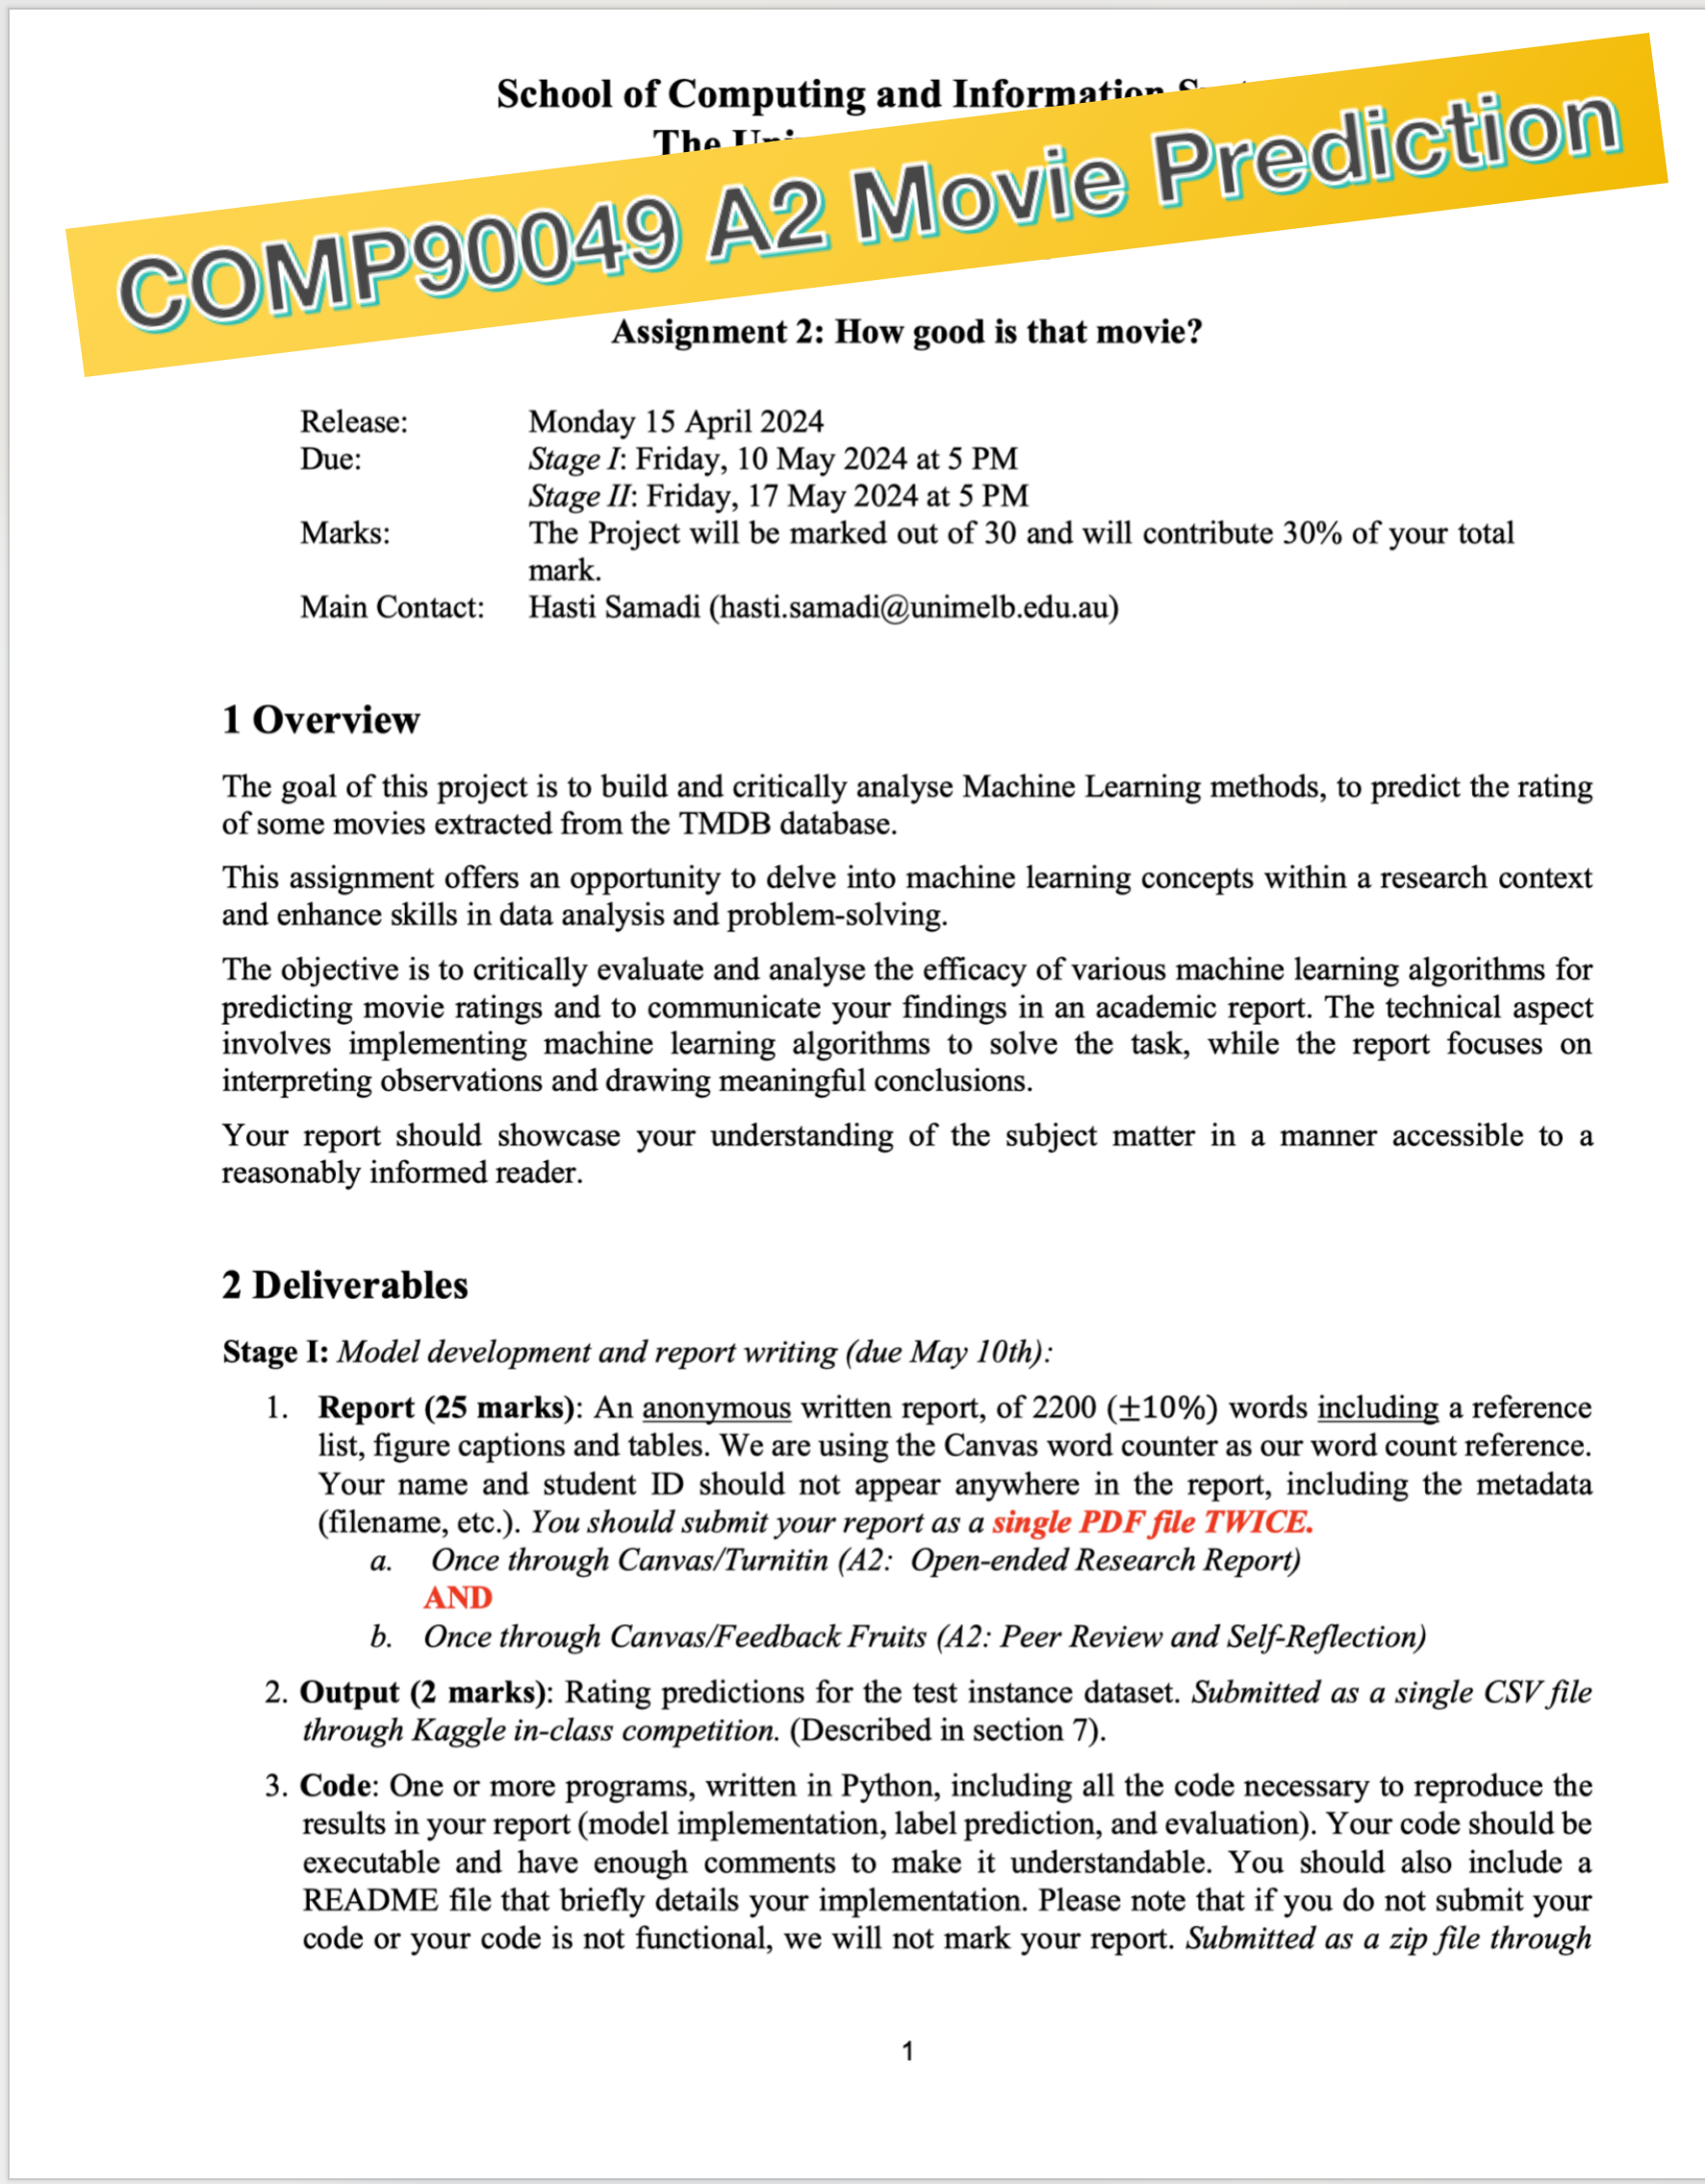 School of Computing and Information
The
COMP90049 A2 Movie Prediction
Assignment 2: How good is that movie?
Release: Monday 15 April 2024
Due: Stage I: Friday, 10 May 2024 at 5 PM
Stage II: Friday, 17 May 2024 at 5 PM
Marks: The Project will be marked out of 30 and will contribute 30% of your total
mark.
Main Contact: Hasti Samadi (hasti.samadi@unimelb.edu.au)
1 Overview
The goal of this project is to build and critically analyse Machine Learning methods, to predict the rating
of some movies extracted from the TMDB database.
This assignment offers an opportunity to delve into machine learning concepts within a research context
and enhance skills in data analysis and problem-solving.
The objective is to critically evaluate and analyse the efficacy of various machine learning algorithms for
predicting movie ratings and to communicate your findings in an academic report. The technical aspect
involves implementing machine learning algorithms to solve the task, while the report focuses on
interpreting observations and drawing meaningful conclusions.
Your report should showcase your understanding of the subject matter in a manner accessible to a
reasonably informed reader.
2 Deliverables
Stage I: Model development and report writing (due May 10th):
1. Report (25 marks): An anonymous written report, of 2200 (±10%) words including a reference
list, figure captions and tables. We are using the Canvas word counter as our word count reference.
Your name and student ID should not appear anywhere in the report, including the metadata
(filename, etc.). You should submit your report as a single PDF file TWICE.
a. Once through Canvas/Turnitin (A2: Open-ended Research Report)
AND
b. Once through Canvas/Feedback Fruits (A2: Peer Review and Self-Reflection)
2. Output (2 marks): Rating predictions for the test instance dataset. Submitted as a single CSV file
through Kaggle in-class competition. (Described in section 7).
3. Code: One or more programs, written in Python, including all the code necessary to reproduce the
results in your report (model implementation, label prediction, and evaluation). Your code should be
executable and have enough comments to make it understandable. You should also include a
README file that briefly details your implementation. Please note that if you do not submit your
code or your code is not functional, we will not mark your report. Submitted as a zip file through
1